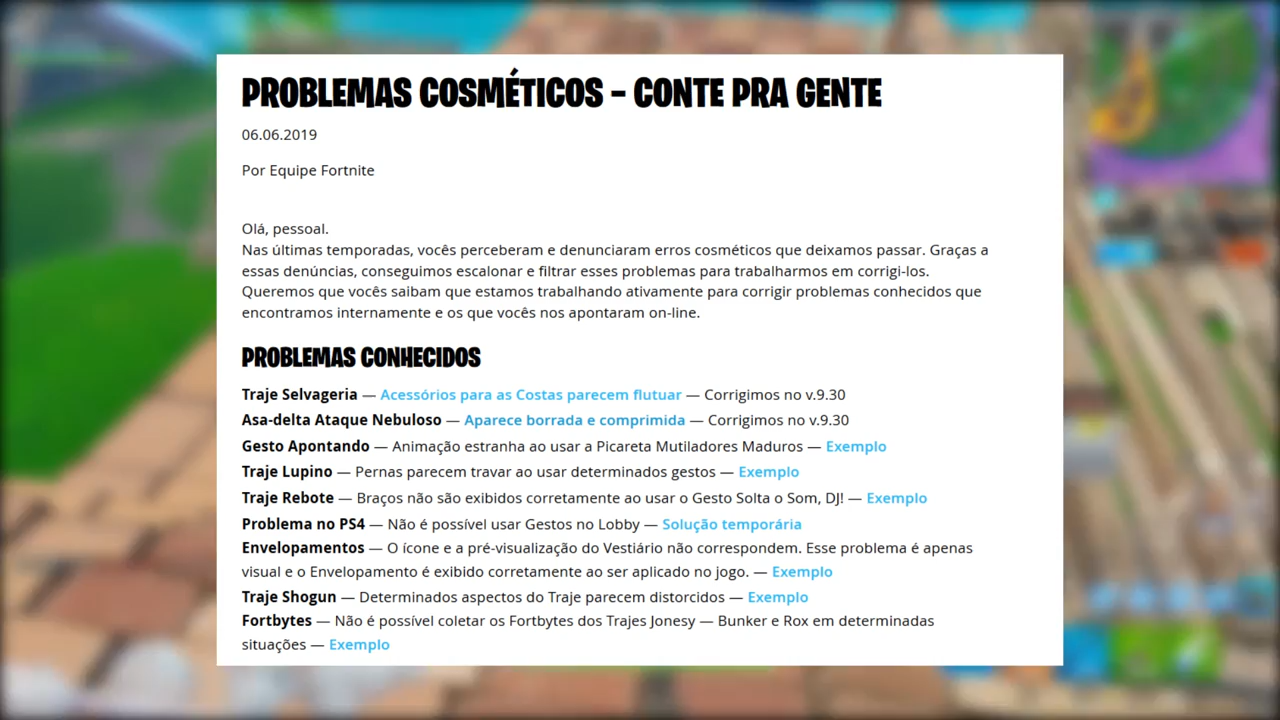 PROBLEMAS COSMÉTICOS – CONTE PRA GENTE
06.06.2019
Por Equipe Fortnite
Olá, pessoal.
Nas últimas temporadas, vocês perceberam e denunciaram erros cosméticos que deixamos passar. Graças a
essas denúncias, conseguimos escalonar e filtrar esses problemas para trabalharmos em corrigi-los.
Queremos que vocês saibam que estamos trabalhando ativamente para corrigir problemas conhecidos que
encontramos internamente e os que vocês nos apontaram on-line.
PROBLEMAS CONHECIDOS
Traje Selvageria — Acessórios para as Costas parecem flutuar — Corrigimos no v.9.30
Asa-delta Ataque Nebuloso — Aparece borrada e comprimida — Corrigimos no v.9.30
Gesto Apontando — Animação estranha ao usar a Picareta Mutiladores Maduros — Exemplo
Traje Lupino — Pernas parecem travar ao usar determinados gestos — Exemplo
Traje Rebote — Braços não são exibidos corretamente ao usar o Gesto Solta o Som, DJ! — Exemplo
Problema no PS4 — Não é possível usar Gestos no Lobby — Solução temporária
Envelopamentos — O ícone e a pré-visualização do Vestiário não correspondem. Esse problema é apenas
visual e o Envelopamento é exibido corretamente ao ser aplicado no jogo. — Exemplo
Traje Shogun — Determinados aspectos do Traje parecem distorcidos — Exemplo
Fortbytes — Não é possível coletar os Fortbytes dos Trajes Jonesy — Bunker e Rox em determinadas
situações — Exemplo